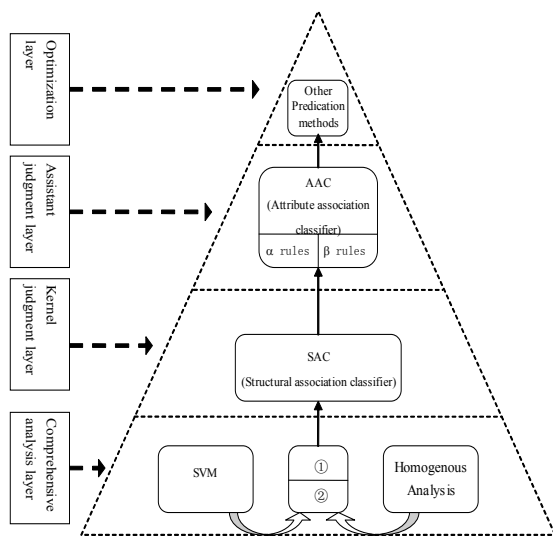 Optimization
layer
Other
Predication
methods
Assistant
judgment layer
AAC
(Attribute association
classifier)
α rules
β rules
Kernel
judgment layer
SAC
(Structural association classifier)
Comprehensive
analysis layer
SVM
①
②
Homogenous
Analysis